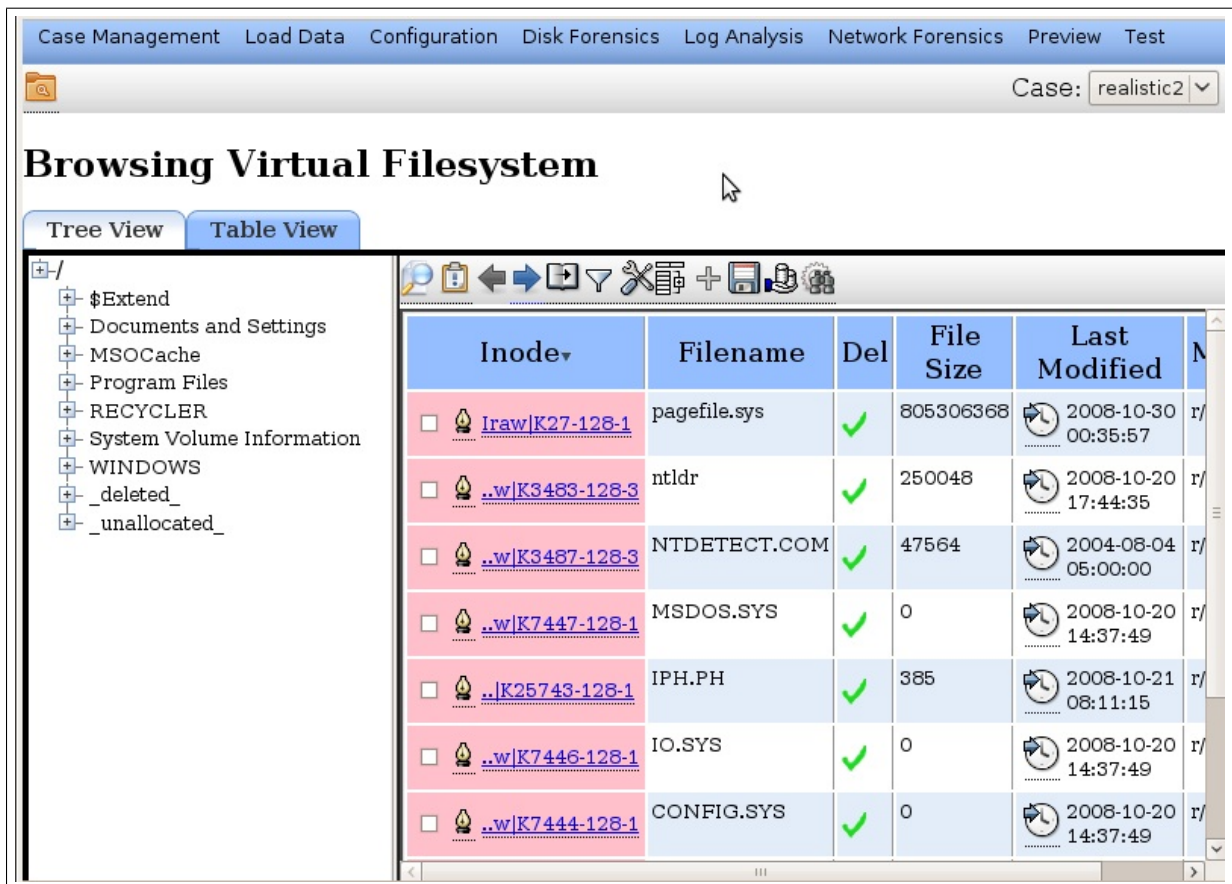 Case Management Load Data Configuration Disk Forensics Log Analysis Network Forensics Preview Test
Case: realistic2
Browsing Virtual Filesystem
Tree View Table View
/
$Extend
Documents and Settings
MSOCache
Program Files
RECYCLER
System Volume Information
WINDOWS
_deleted_
_unallocated_
Inode Filename Del File Size Last Modified M
Iraw|K27-128-1 pagefile.sys 805306368 2008-10-30 r/
00:35:57
..w|K3483-128-3 ntldr 250048 2008-10-20 r/
17:44:35
..w|K3487-128-3 NTDETECT.COM 47564 2004-08-04 r/
05:00:00
..w|K7447-128-1 MSDOS.SYS 0 2008-10-20 r/
14:37:49
..|K25743-128-1 IPH.PH 385 2008-10-21 r/
08:11:15
..w|K7446-128-1 IO.SYS 0 2008-10-20 r/
14:37:49
..w|K7444-128-1 CONFIG.SYS 0 2008-10-20 r/
14:37:49